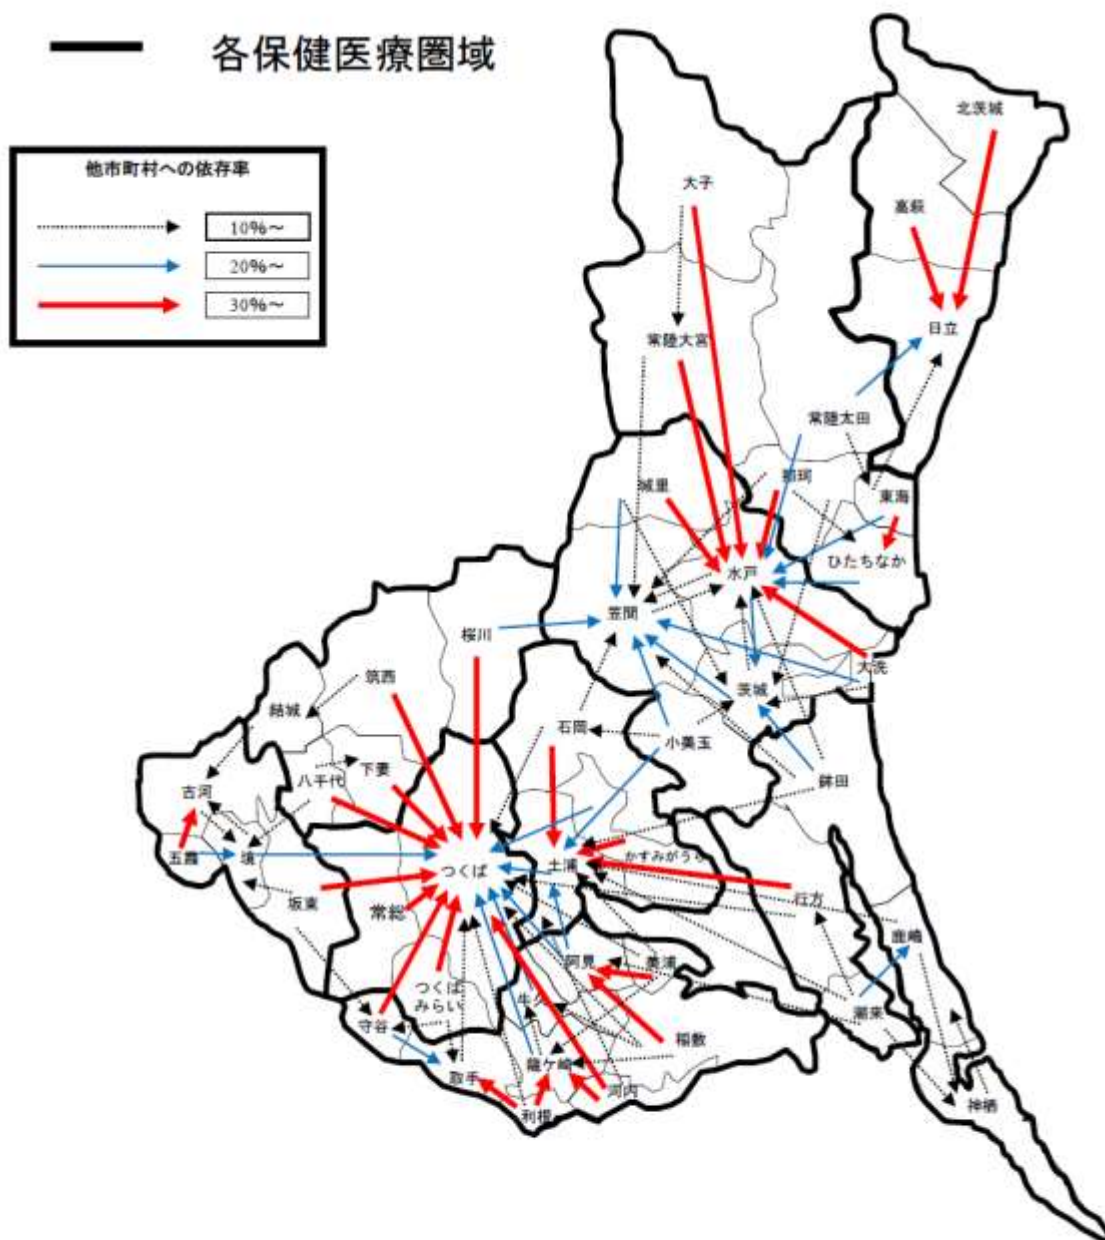 各保健医療圏域
他市町村への依存率
10%～
20%～
30%～
北茨城
大子
高萩
日立
常陸大宮
常陸太田
那珂
城里
東海
ひたちなか
水戸
笠間
桜川
大洗
筑西
茨城
結城
石岡
小美玉
下妻
八千代
鉾田
古河
五霞
境
つくば
土浦
かすみがうら
坂東
常総
行方
鹿嶋
阿見
美浦
つくば
みらい
牛久
守谷
潮来
稲敷
龍ケ崎
取手
河内
利根
神栖